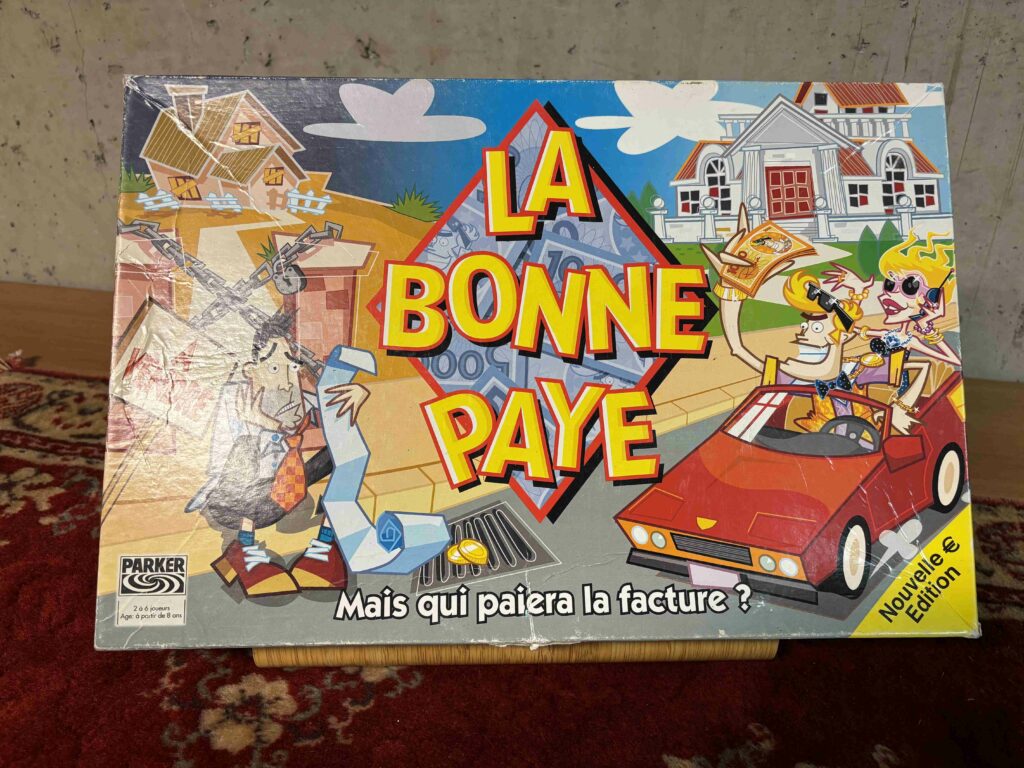 LA
BONNE
PAYE
Mais qui paiera la facture ?
PARKER
2 à 6 joueurs
Age: à partir de 8 ans
Nouvelle €
Edition